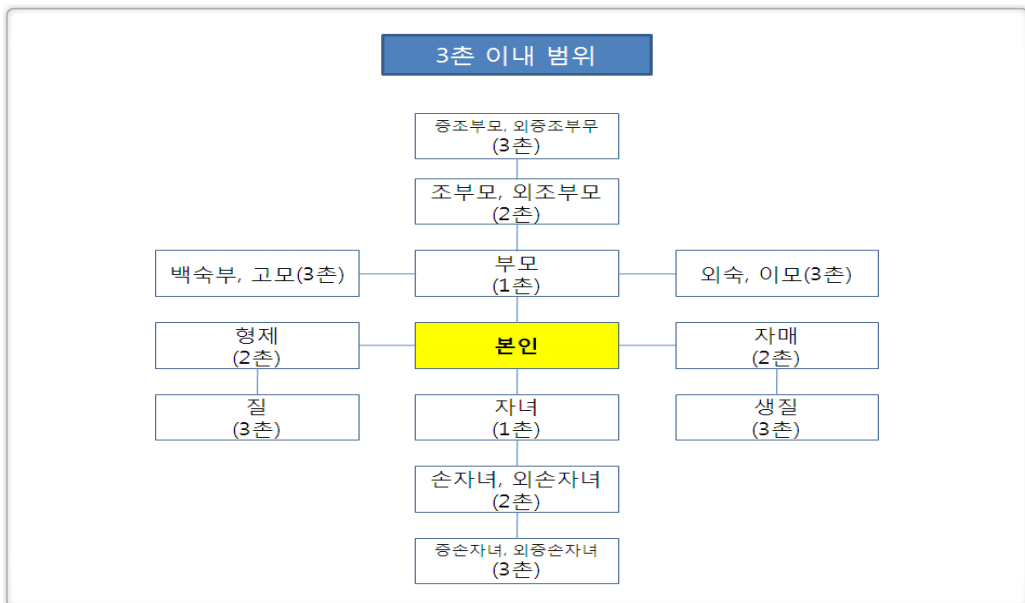 3촌 이내 범위
증조부모, 외증조부무
(3촌)
조부모, 외조부모
(2촌)
백숙부, 고모(3촌)
부모
(1촌)
외숙, 이모(3촌)
형제
(2촌)
본인
자매
(2촌)
질
(3촌)
자녀
(1촌)
생질
(3촌)
손자녀, 외손자녀
(2촌)
증손자녀, 외증손자녀
(3촌)